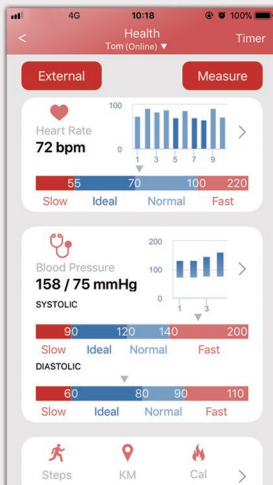 4G 10:18 100%
< Health Timer
Tom (Online) ▼
External Measure
Heart Rate
72 bpm
100
0
1 3 5 7 9
55 70 100 220
Slow Ideal Normal Fast
Blood Pressure
158 / 75 mmHg
SYSTOLIC
200
100
0
1 3
90 120 140 200
Slow Ideal Normal Fast
DIASTOLIC
60 80 90 110
Slow Ideal Normal Fast
Steps KM Cal